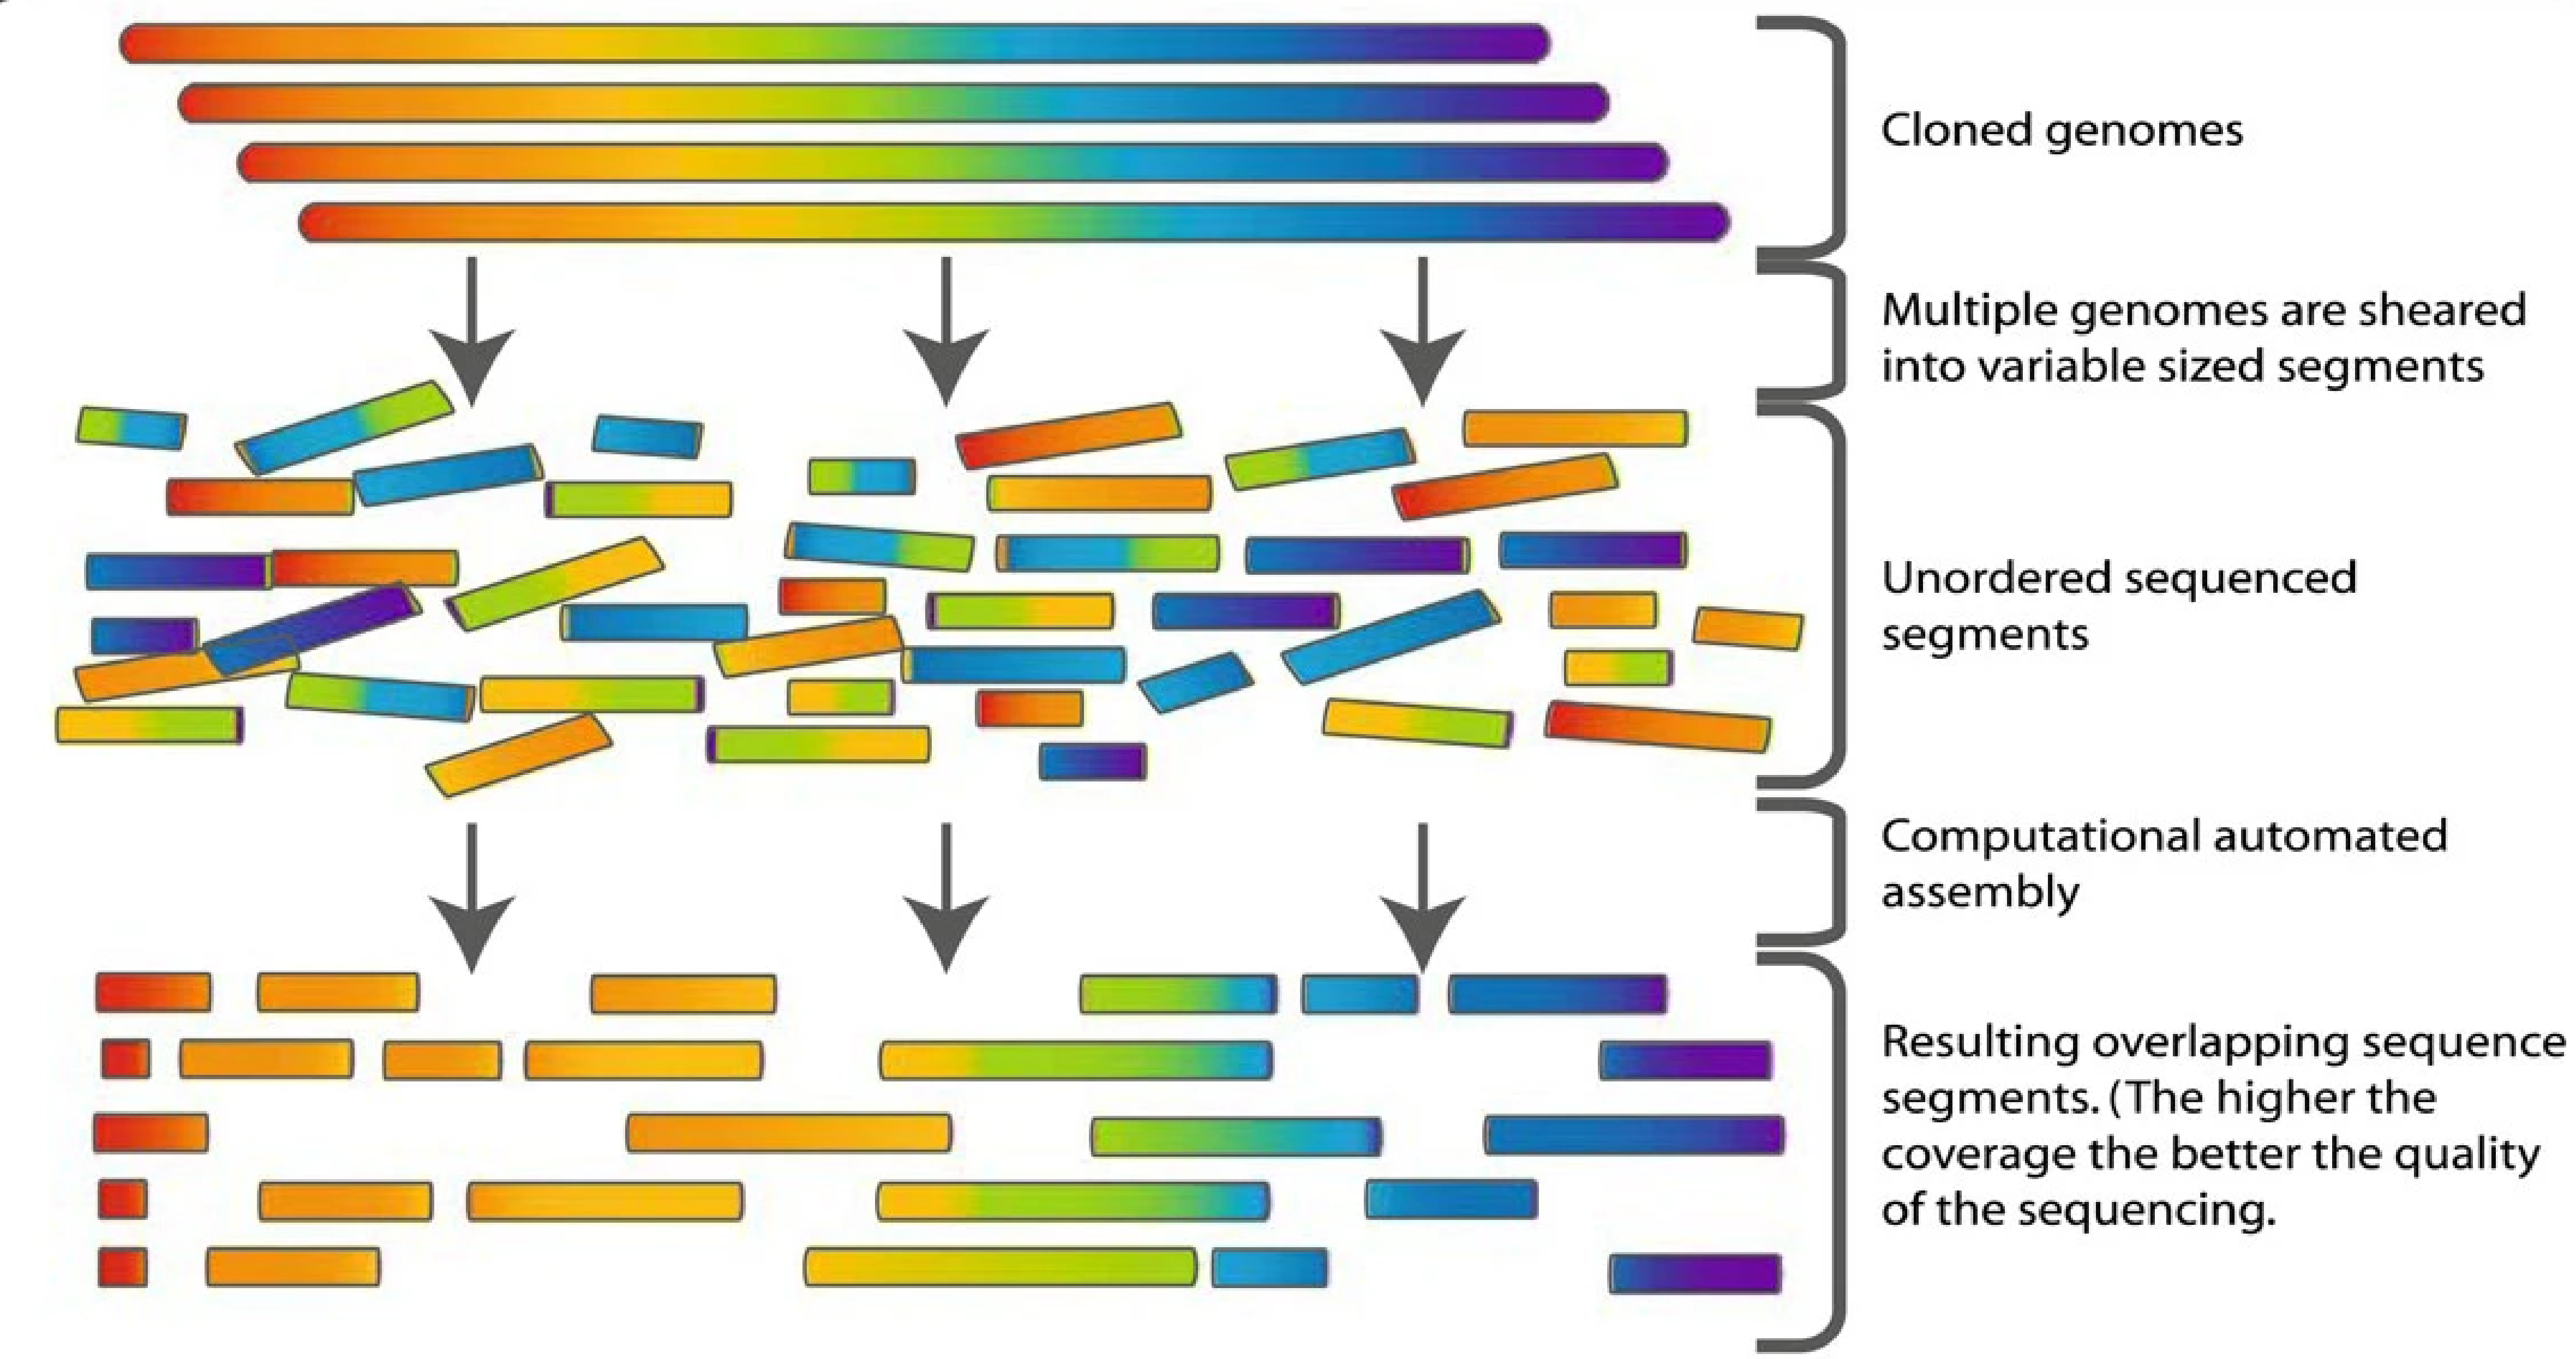 Cloned genomes
Multiple genomes are sheared
into variable sized segments
Unordered sequenced
segments
Computational automated
assembly
Resulting overlapping sequence
segments. (The higher the
coverage the better the quality
of the sequencing.